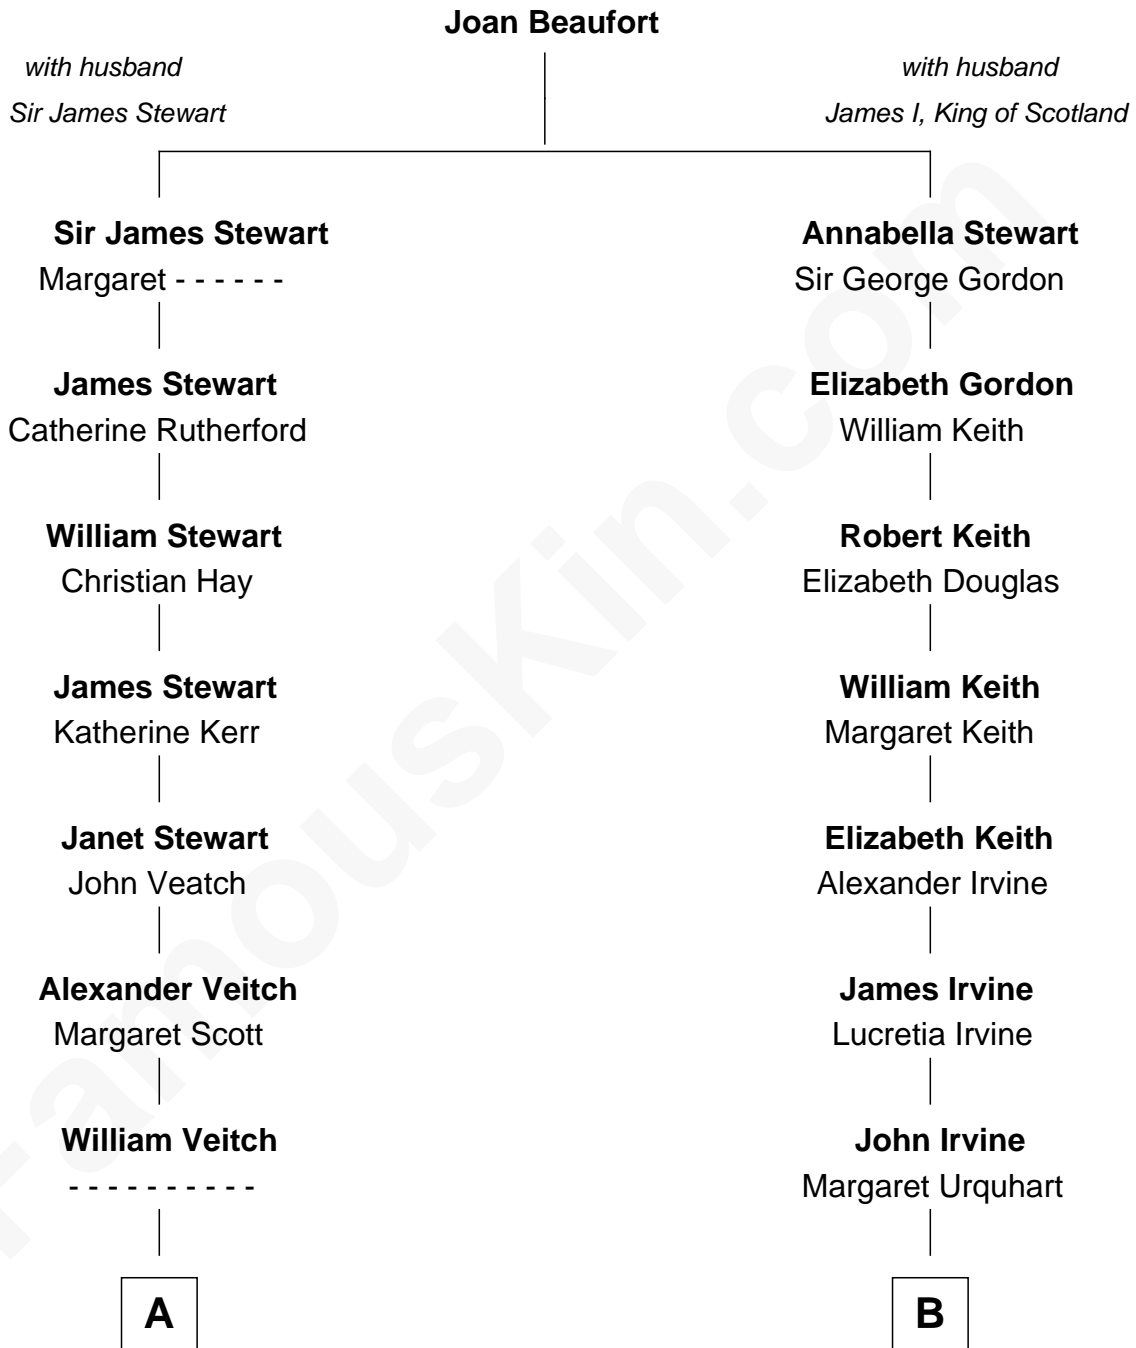 Joan Beaufort
with husband
Sir James Stewart
with husband
James I, King of Scotland
Sir James Stewart
Margaret - - - - - -
Annabella Stewart
Sir George Gordon
James Stewart
Catherine Rutherford
Elizabeth Gordon
William Keith
William Stewart
Christian Hay
Robert Keith
Elizabeth Douglas
James Stewart
Katherine Kerr
William Keith
Margaret Keith
Janet Stewart
John Veatch
Elizabeth Keith
Alexander Irvine
Alexander Veitch
Margaret Scott
James Irvine
Lucretia Irvine
William Veitch
- - - - - - - - - -
John Irvine
Margaret Urquhart
A
B
FamousKin.com